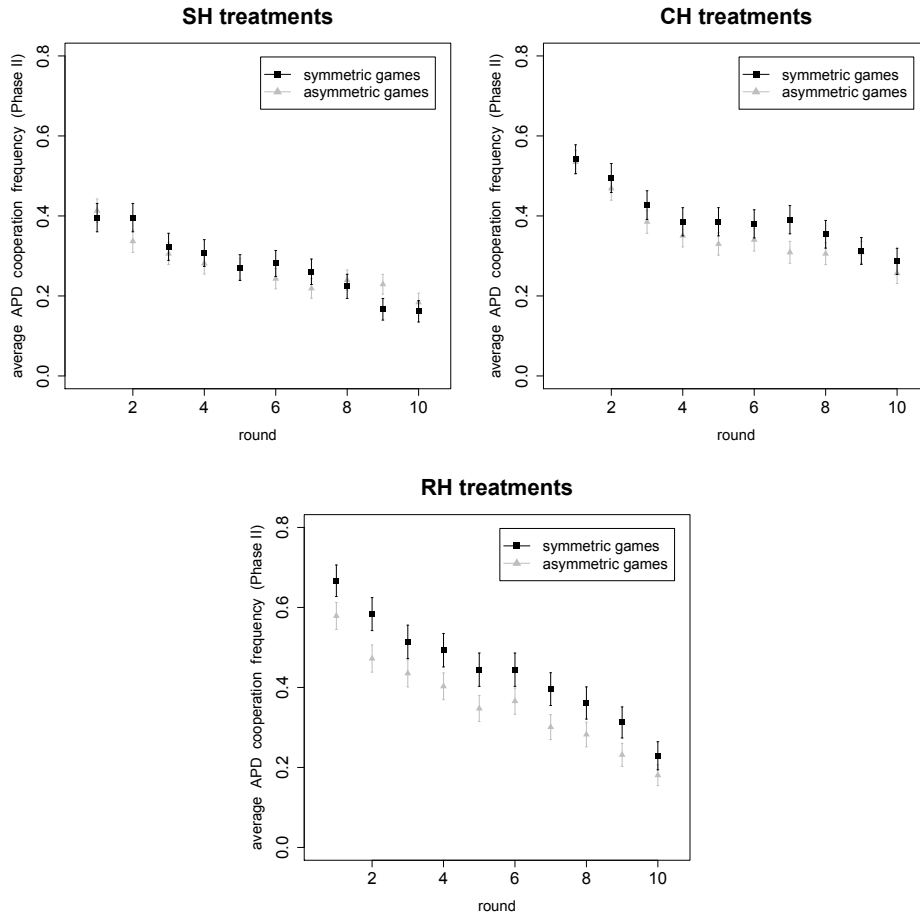 SH treatments
average APD cooperation frequency (Phase II)
0.8
0.6
0.4
0.2
0.0
symmetric games
asymmetric games
2 4 6 8 10
round
CH treatments
average APD cooperation frequency (Phase II)
0.8
0.6
0.4
0.2
0.0
symmetric games
asymmetric games
2 4 6 8 10
round
RH treatments
average APD cooperation frequency (Phase II)
0.8
0.6
0.4
0.2
0.0
symmetric games
asymmetric games
2 4 6 8 10
round